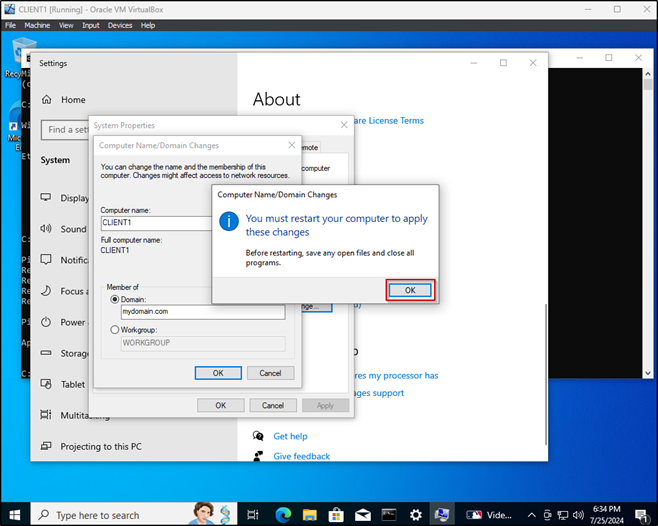 CLIENT1 [Running] - Oracle VM VirtualBox
File Machine View Input Devices Help
Settings
Home
Find a
System
Display
Sound
Focus
Power
Storage
Tablet
Projecting to this PC
About
are License Terms
System Properties
Computer Name/Domain Changes
You can change the name and the membership of this
computer. Changes might affect access to network resources.
Computer name:
CLIENT1
Full computer name:
CLIENT1
Member of
Domain:
mydomain.com
Workgroup:
WORKGROUP
OK Cancel
OK Cancel Apply
emote
computer
Computer Name/Domain Changes
You must restart your computer to apply
these changes
Before restarting, save any open files and close all
programs.
OK
res my processor has
ages support
Get help
Give feedback
Type here to search
Vide...
6:34 PM
7/25/2024